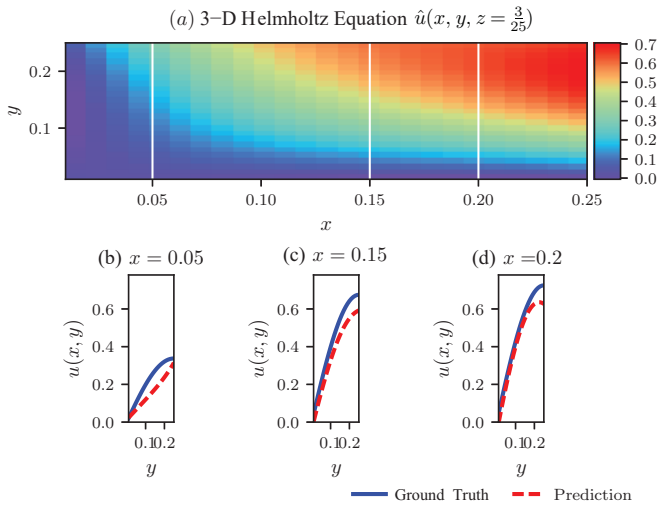 (a) 3−D Helmholtz Equation û(x, y, z = 3/25)
0.2
0.1
y
0.05
0.10
0.15
0.20
0.25
x
0.7
0.6
0.5
0.4
0.3
0.2
0.1
0.0
(b) x = 0.05
u(x, y)
0.6
0.4
0.2
0.0
0.10.2
y
(c) x = 0.15
u(x, y)
0.6
0.4
0.2
0.0
0.10.2
y
(d) x =0.2
u(x, y)
0.6
0.4
0.2
0.0
0.10.2
y
Ground Truth
Prediction